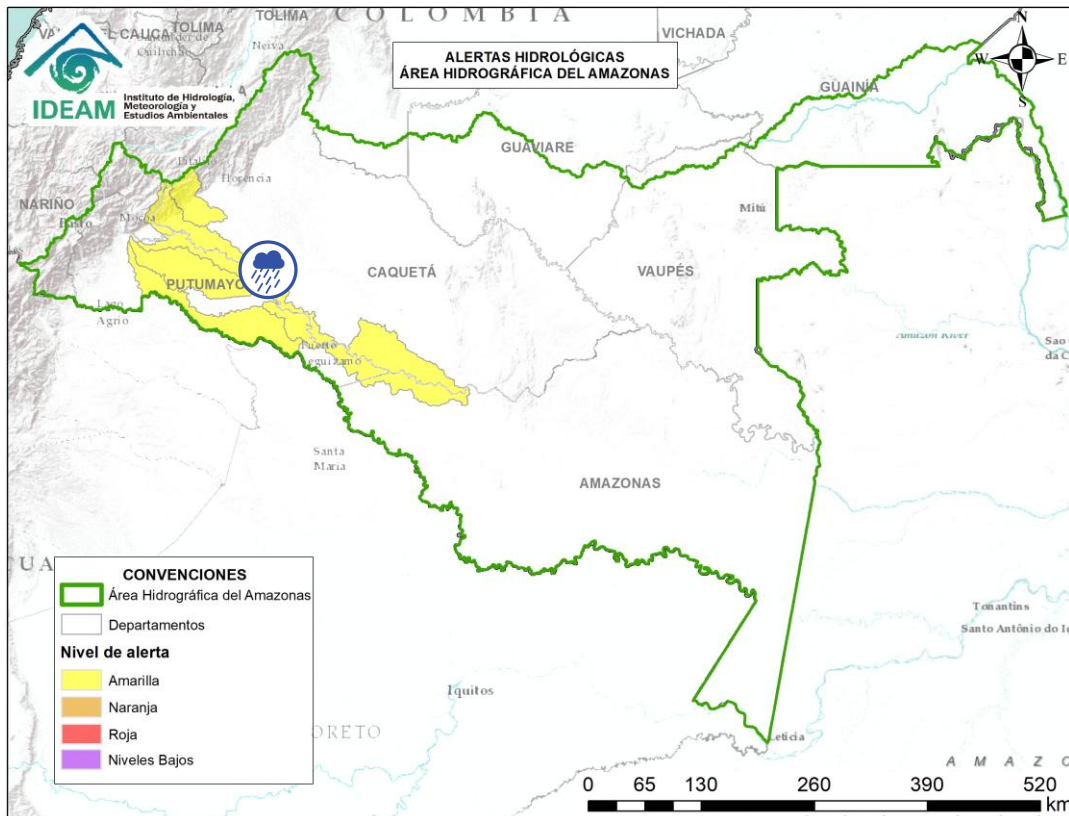 COLOMBIA
TOLIMA
TOLIMA
VICHADA
Neiva
ALERTAS HIDROLÓGICAS
ÁREA HIDROGRÁFICA DEL AMAZONAS
N
W
E
S
IDEAM
Instituto de Hidrología,
Meteorología y
Estudios Ambientales
GUAINÍA
GUAVIARE
Florencia
NARIÑO
Pasto
Mitú
CAQUETÁ
VAUPÉS
PUTUMAYO
Lago
Agrio
Amazon River
Puerto
Leguizamo
Santa
Maria
AMAZONAS
CONVENCIONES
Área Hidrográfica del Amazonas
Departamentos
Nivel de alerta
Amarilla
Naranja
Roja
Niveles Bajos
Tonantins
Santo Antônio do
Iquitos
Leticia
0 65 130 260 390 520
km